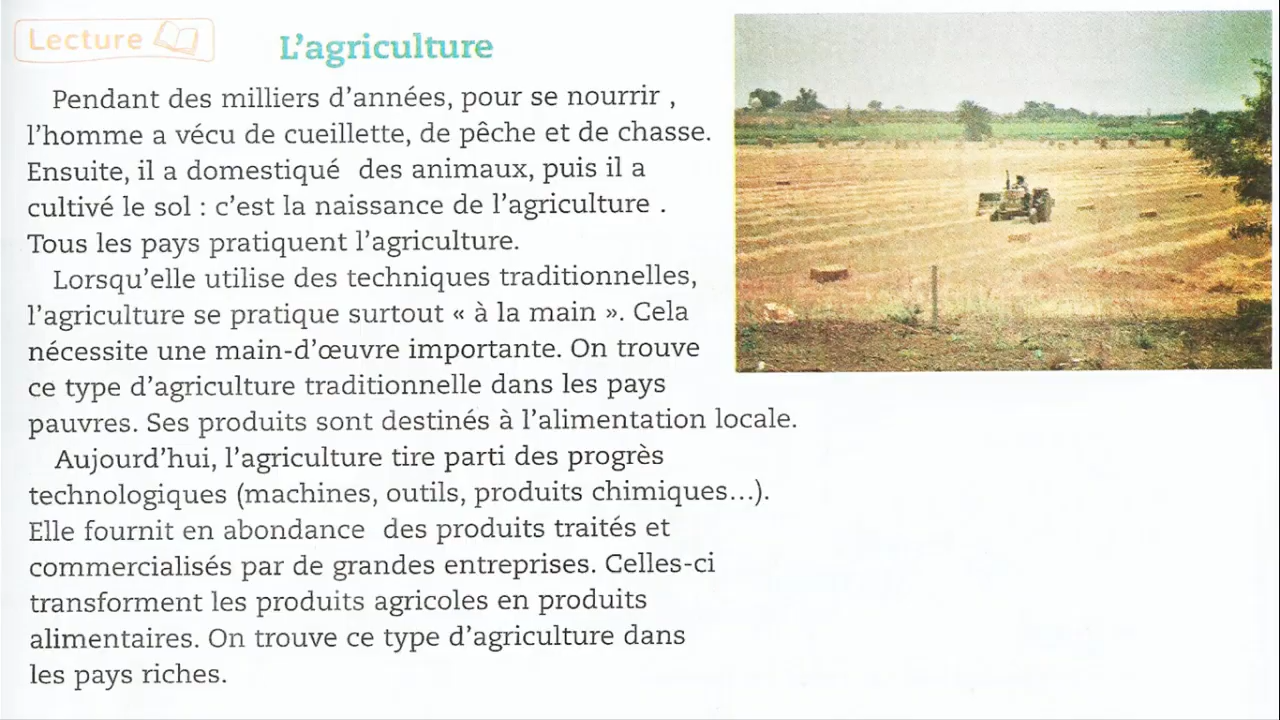 Lecture
L'agriculture
Pendant des milliers d'années, pour se nourrir ,
l'homme a vécu de cueillette, de pêche et de chasse.
Ensuite, il a domestiqué des animaux, puis il a
cultivé le sol : c'est la naissance de l'agriculture .
Tous les pays pratiquent l'agriculture.
Lorsqu'elle utilise des techniques traditionnelles,
l'agriculture se pratique surtout « à la main ». Cela
nécessite une main-d'œuvre importante. On trouve
ce type d'agriculture traditionnelle dans les pays
pauvres. Ses produits sont destinés à l'alimentation locale.
Aujourd'hui, l'agriculture tire parti des progrès
technologiques (machines, outils, produits chimiques…).
Elle fournit en abondance des produits traités et
commercialisés par de grandes entreprises. Celles-ci
transforment les produits agricoles en produits
alimentaires. On trouve ce type d'agriculture dans
les pays riches.